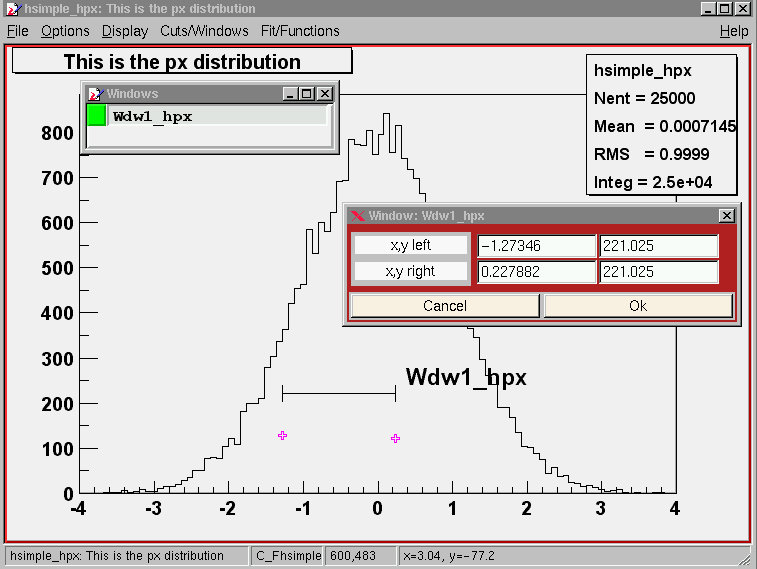 hsimple_hpx: This is the px distribution
File Options Display Cuts/Windows Fit/Functions Help
This is the px distribution
hsimple_hpx
Nent = 25000
Mean = 0.0007145
RMS = 0.9999
Integ = 2.5e+04
Windows
Wdw1_hpx
Window: Wdw1_hpx
x,y left −1.27346 221.025
x,y right 0.227882 221.025
Cancel Ok
800
700
600
500
400
300
200
100
0
Wdw1_hpx
-4 -3 -2 -1 0 1 2 3 4
hsimple_hpx: This is the px distribution C_Fhsimple 600,483 x=3.04, y=−77.2